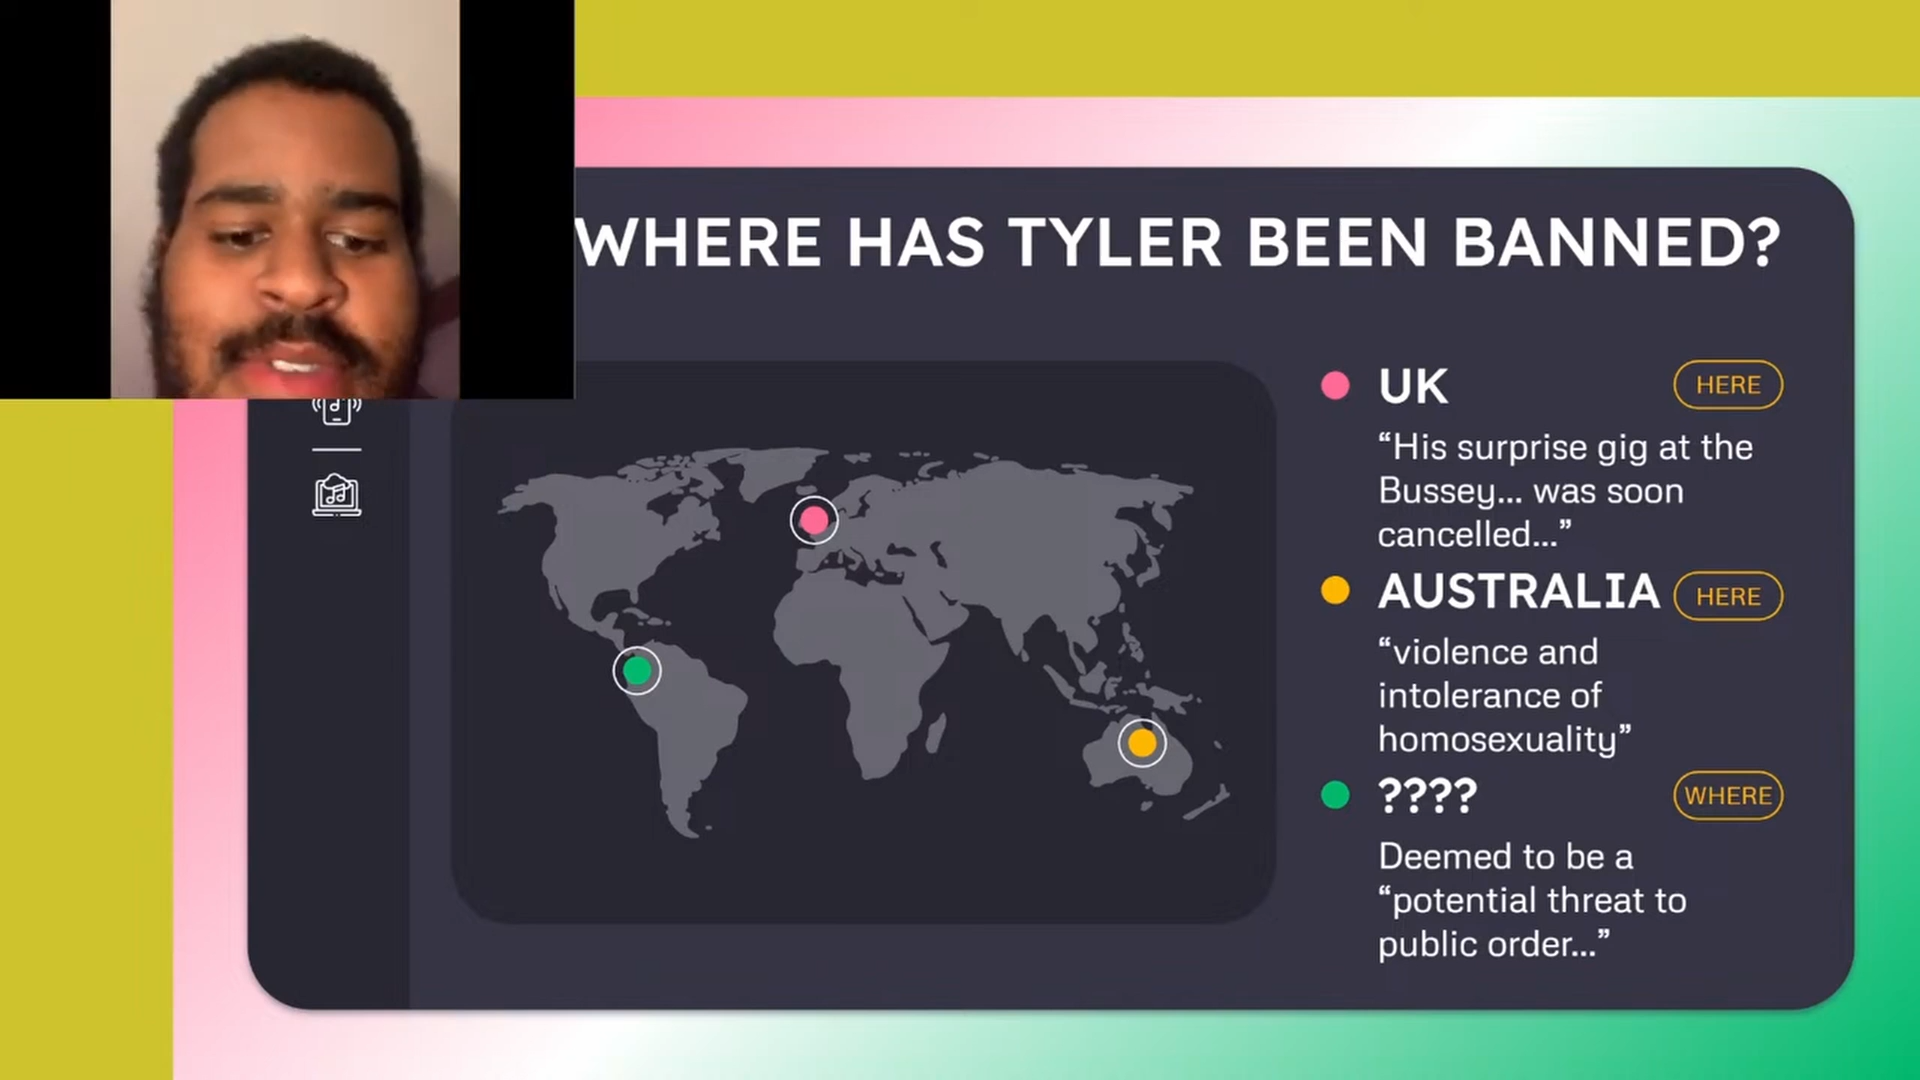 WHERE HAS TYLER BEEN BANNED?
UK
HERE
“His surprise gig at the
Bussey... was soon
cancelled...”
AUSTRALIA
HERE
“violence and
intolerance of
homosexuality”
????
WHERE
Deemed to be a
“potential threat to
public order...”